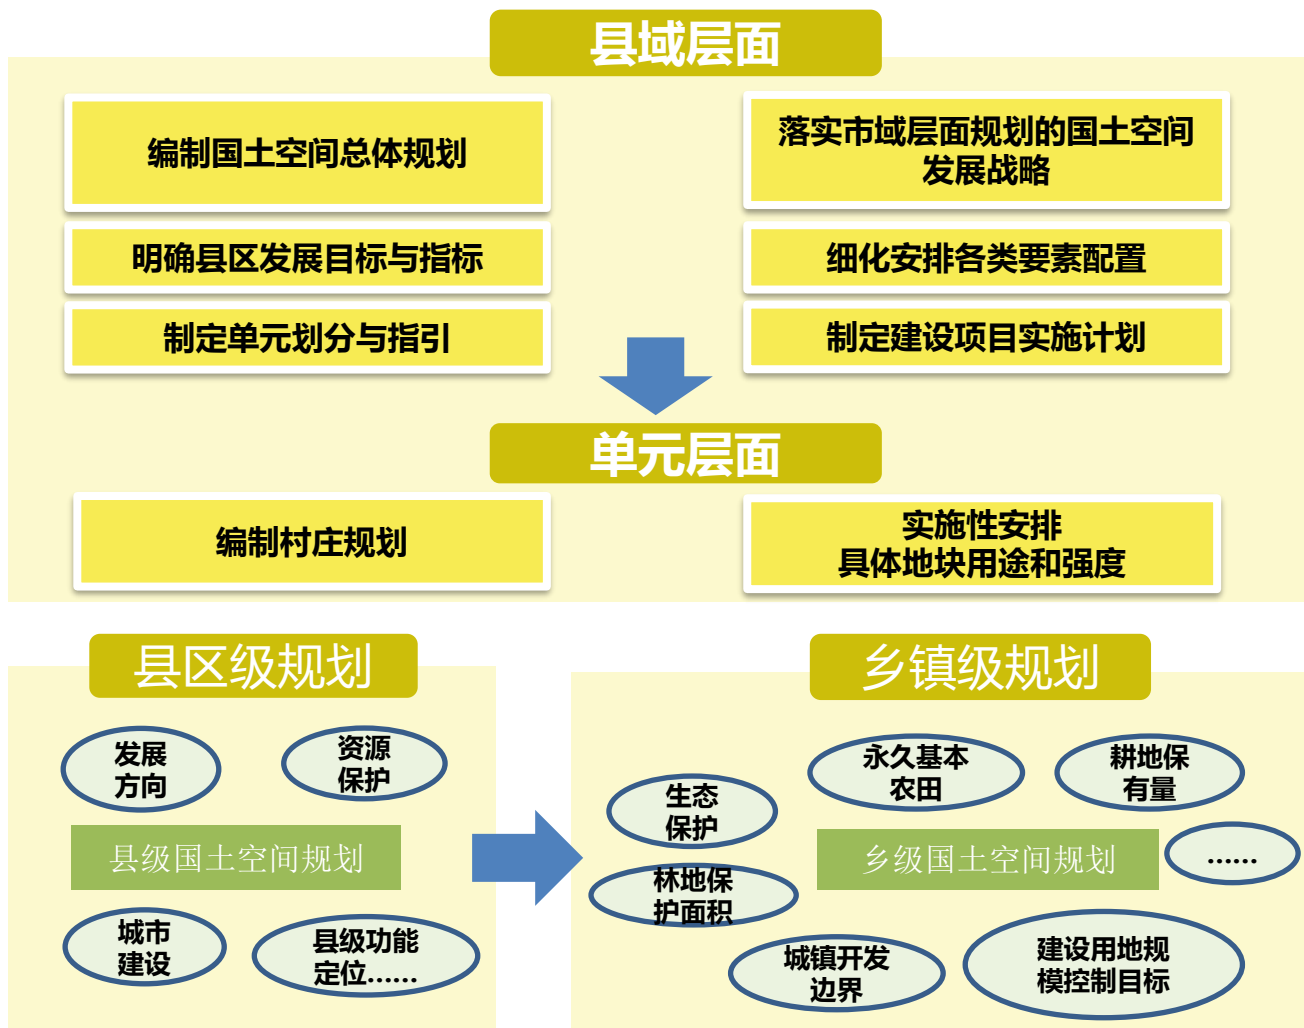 县域层面
编制国土空间总体规划
落实市域层面规划的国土空间
发展战略
明确县区发展目标与指标
细化安排各类要素配置
制定单元划分与指引
制定建设项目实施计划
单元层面
编制村庄规划
实施性安排
具体地块用途和强度
县区级规划
发展
方向
资源
保护
县级国土空间规划
城市
建设
县级功能
定位......
乡镇级规划
永久基本
农田
耕地保
有量
生态
保护
乡级国土空间规划
......
林地保
护面积
城镇开发
边界
建设用地规
模控制目标